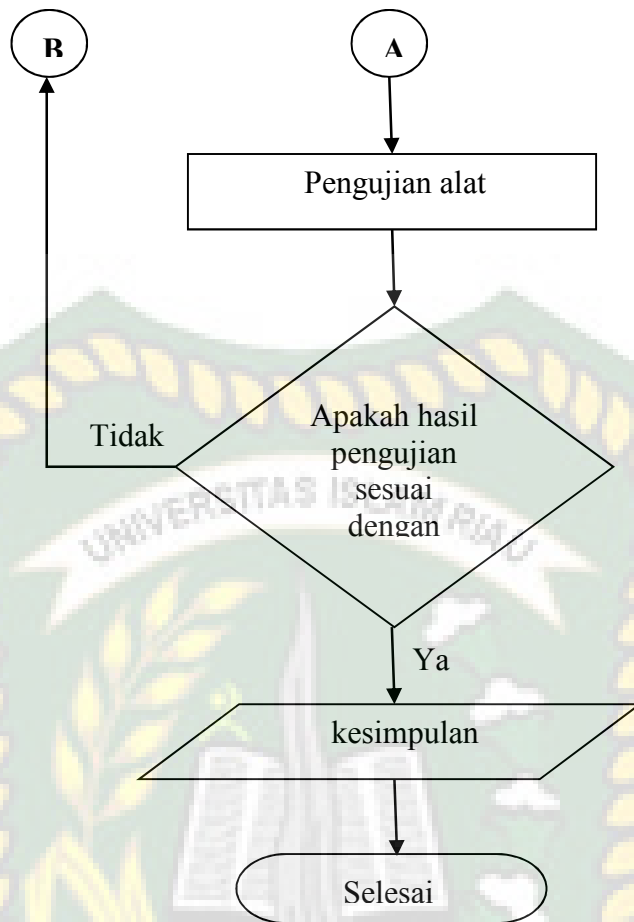 B
A
Pengujian alat
Apakah hasil
pengujian
sesuai
dengan
Tidak
UNIVERSITAS ISLAM RIAU
Ya
kesimpulan
Selesai